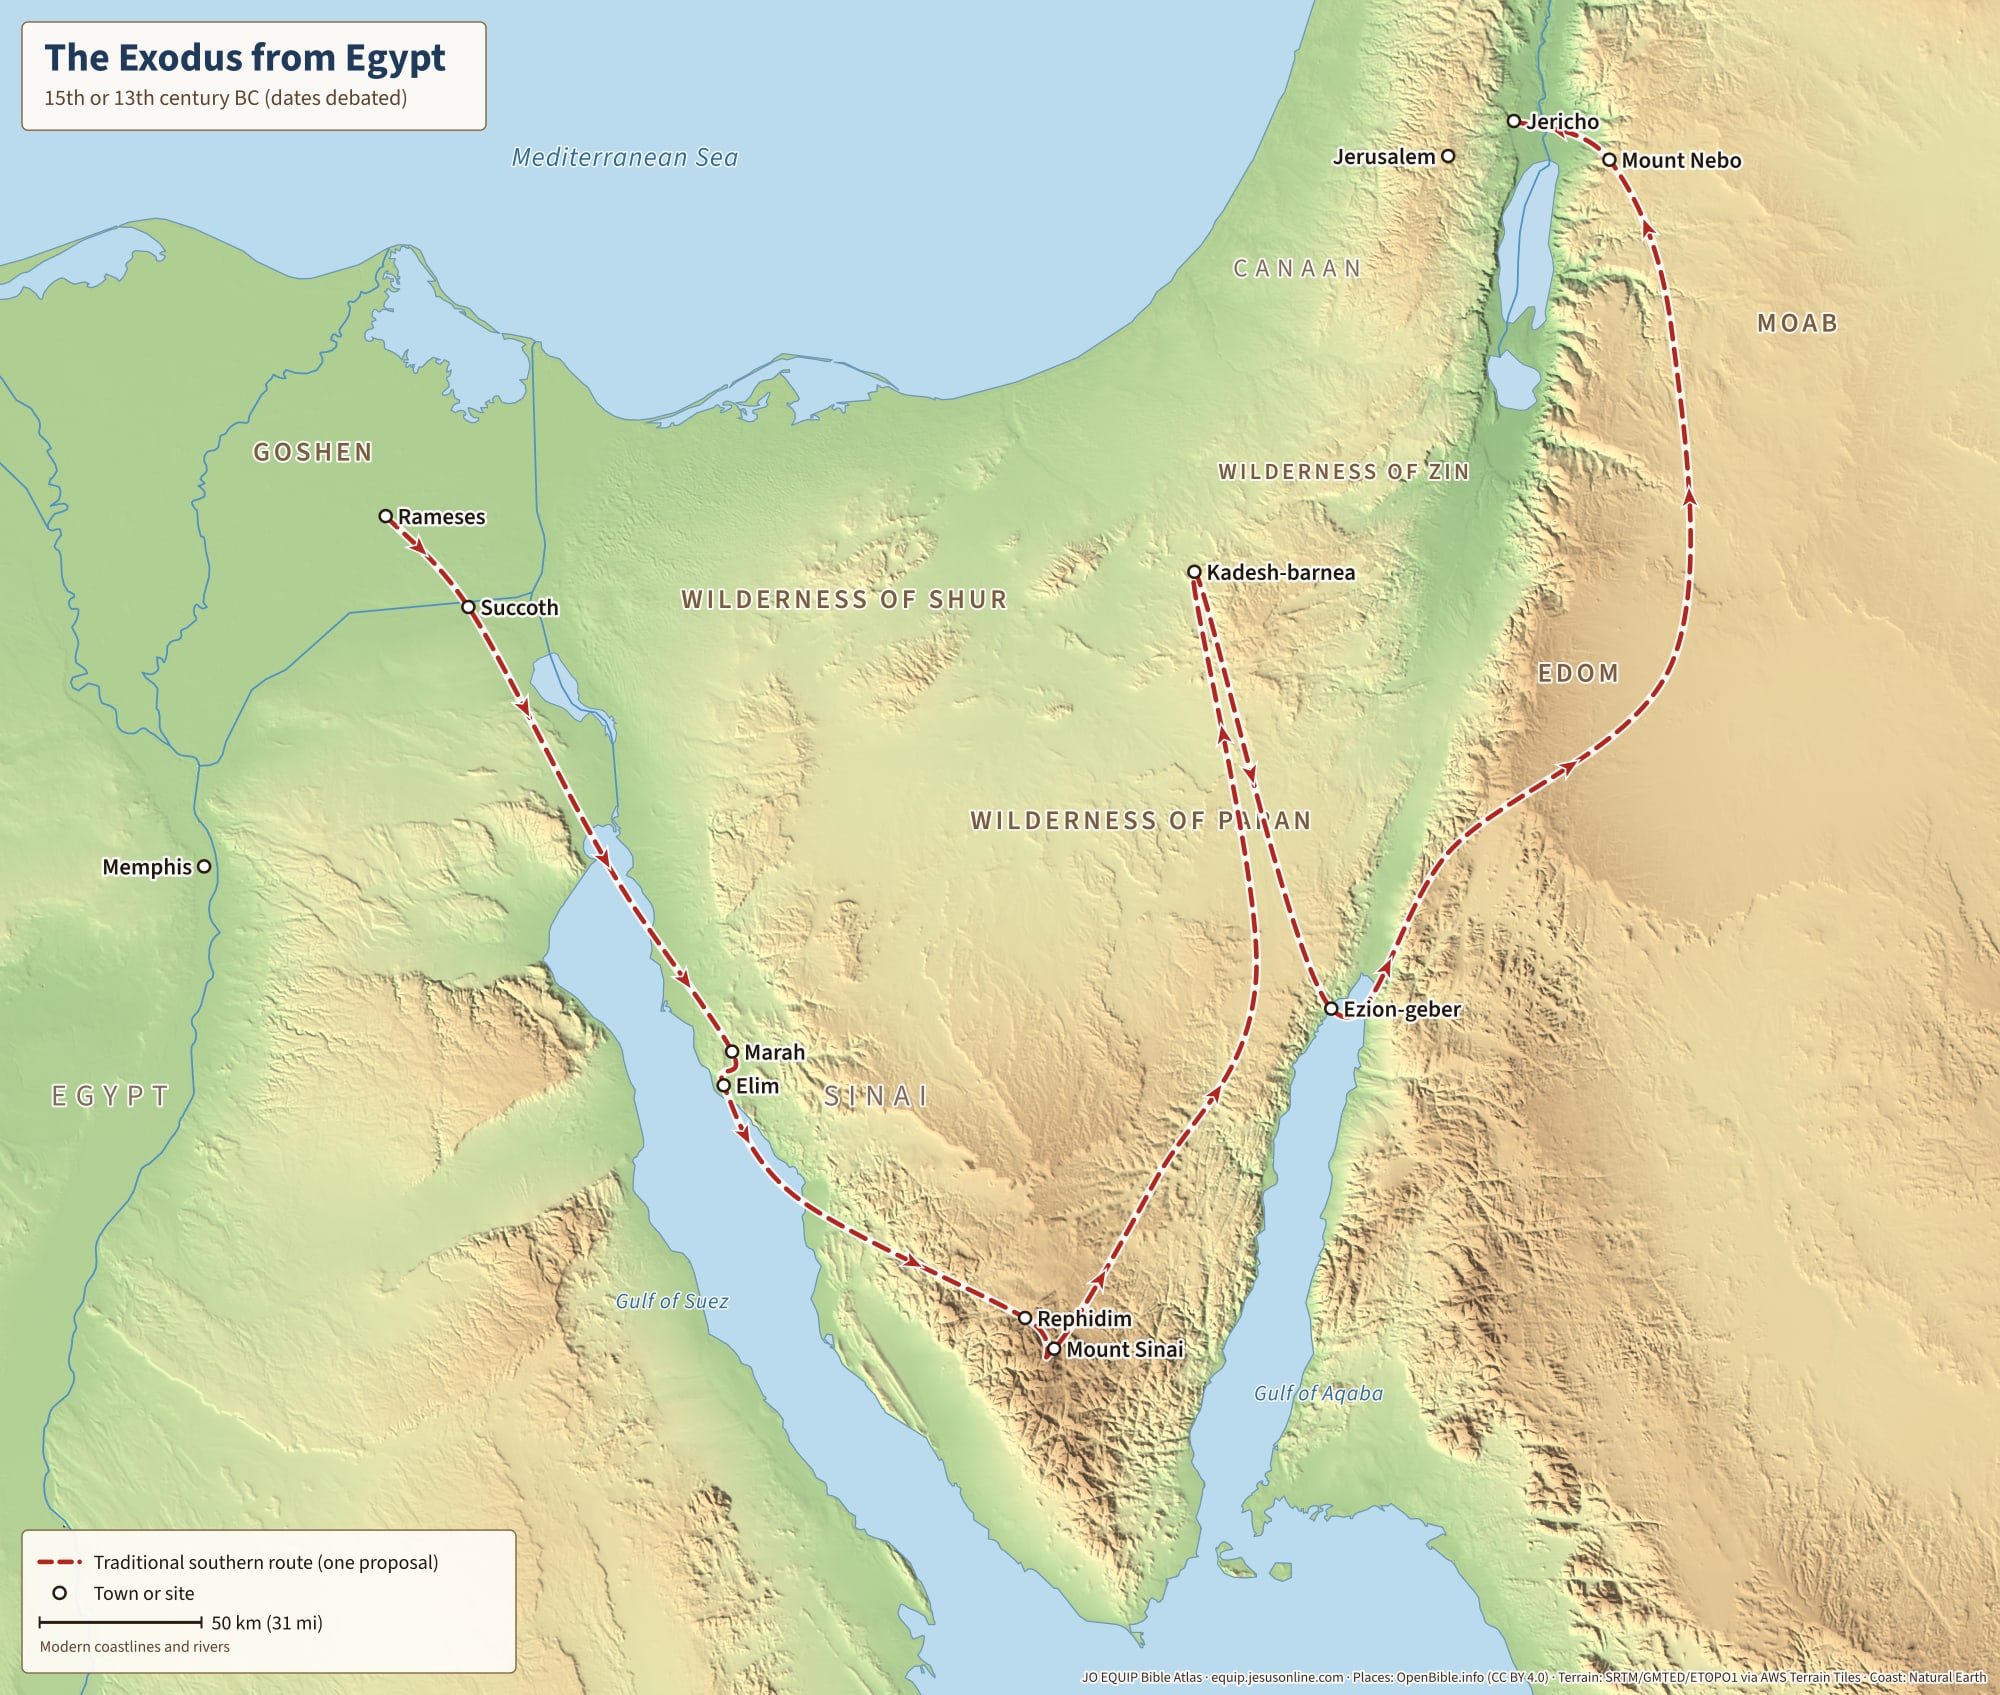 The Exodus from Egypt
15th or 13th century BC (dates debated)
Mediterranean Sea
Jericho
Jerusalem
Mount Nebo
CANAAN
MOAB
GOSHEN
WILDERNESS OF ZIN
Rameses
Kadesh-barnea
WILDERNESS OF SHUR
Succoth
EDOM
WILDERNESS OF PARAN
Memphis
Ezion-geber
Marah
Elim
EGYPT
SINAI
Gulf of Suez
Rephidim
Mount Sinai
Gulf of Aqaba
Traditional southern route (one proposal)
Town or site
50 km (31 mi)
Modern coastlines and rivers
JO EQUIP Bible Atlas · equip.jesusonline.com · Places: OpenBible.info (CC BY 4.0) · Terrain: SRTM/GMTED/ETOPO1 via AWS Terrain Tiles · Coast: Natural Earth